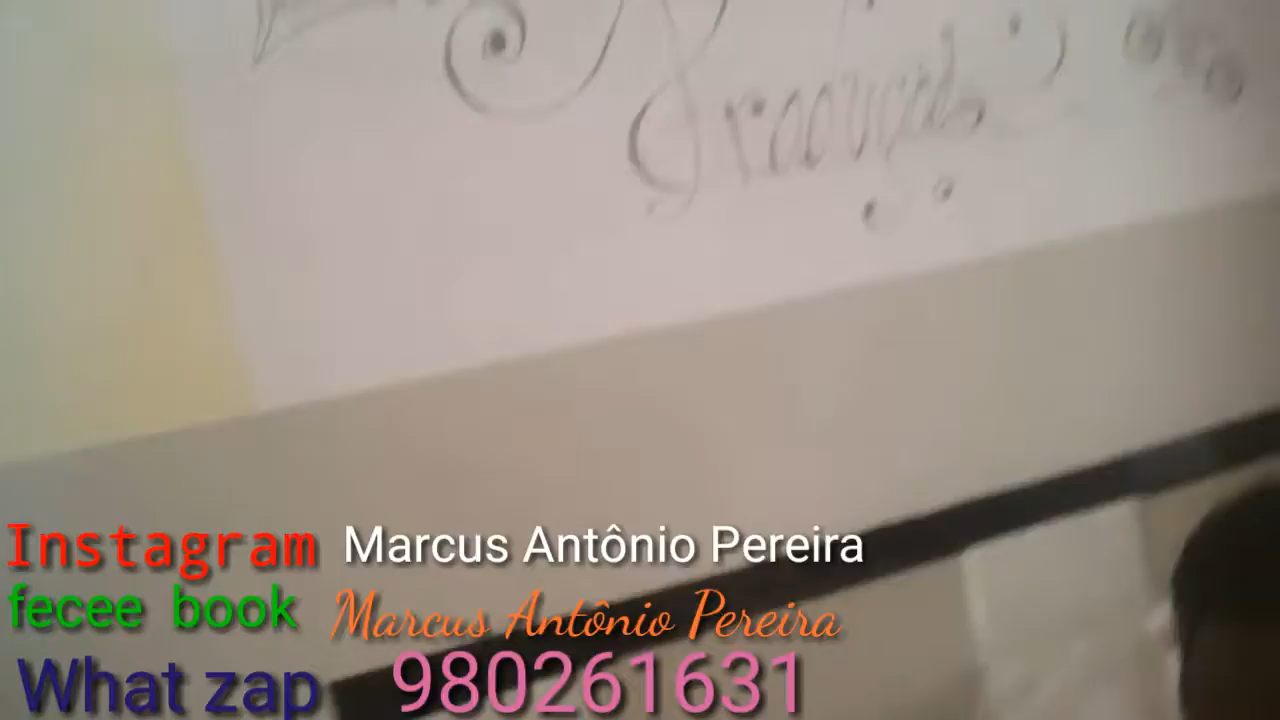 Instagram Marcus Antônio Pereira
fecee book Marcus Antônio Pereira
What zap 980261631